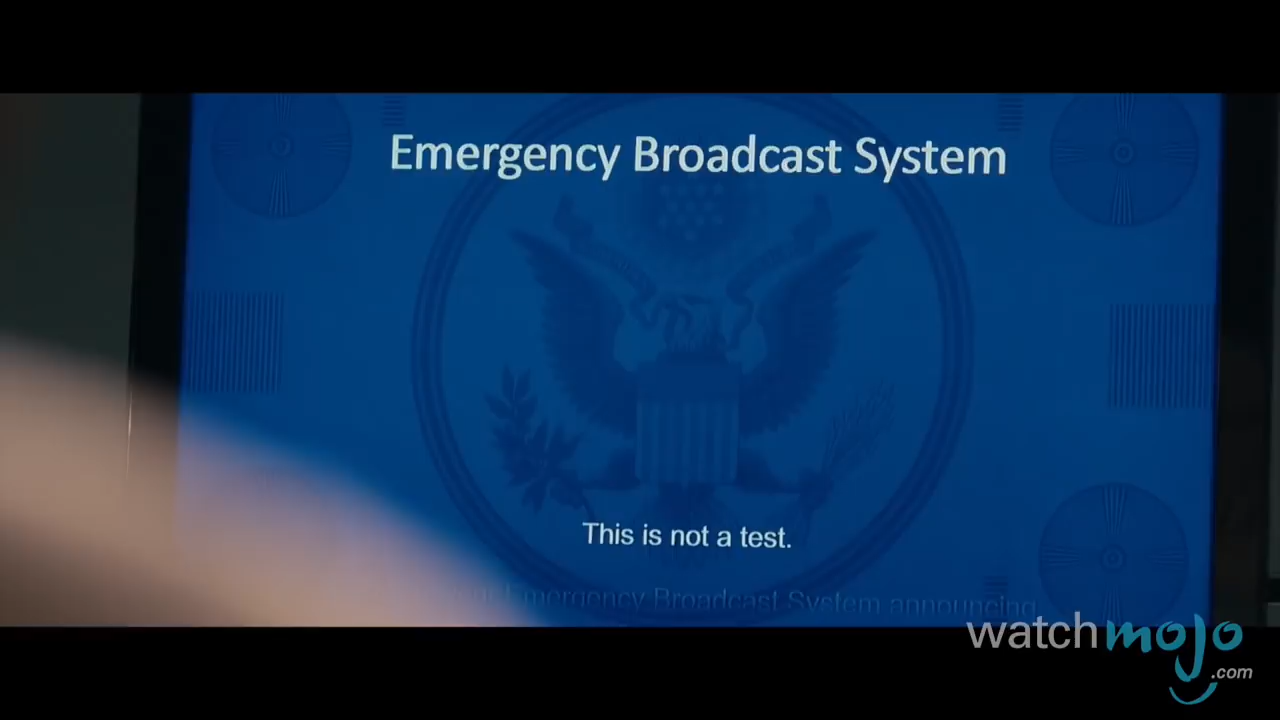 Emergency Broadcast System
This is not a test.
Emergency Broadcast System announcing
watchmojo
.com